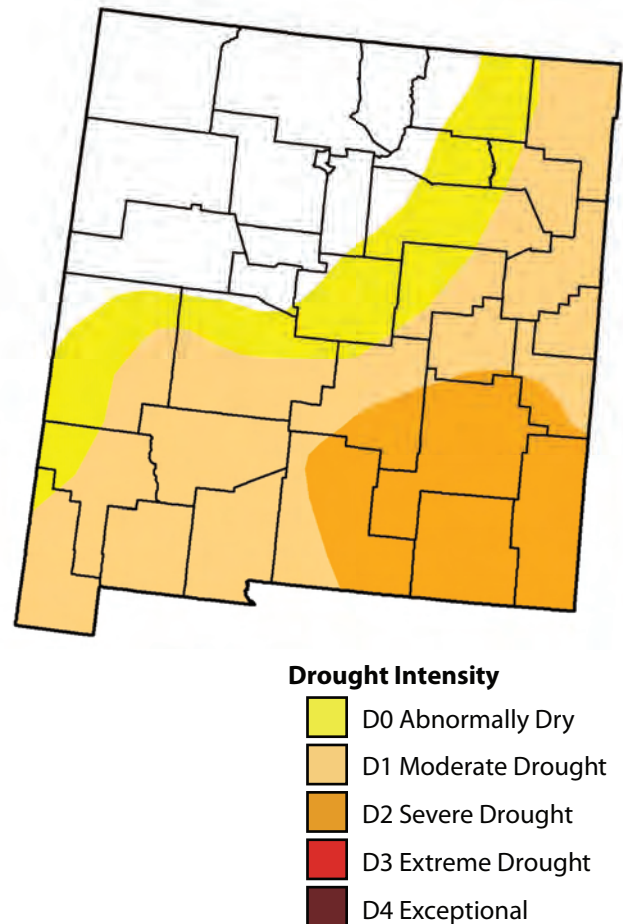 Drought Intensity
D0 Abnormally Dry
D1 Moderate Drought
D2 Severe Drought
D3 Extreme Drought
D4 Exceptional